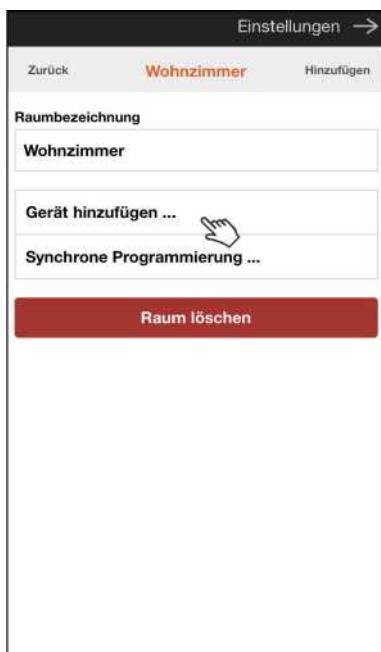 Einstellungen →
Zurück Wohnzimmer Hinzufügen
Raumbezeichnung
Wohnzimmer
Gerät hinzufügen ...
Synchrone Programmierung ...
Raum löschen